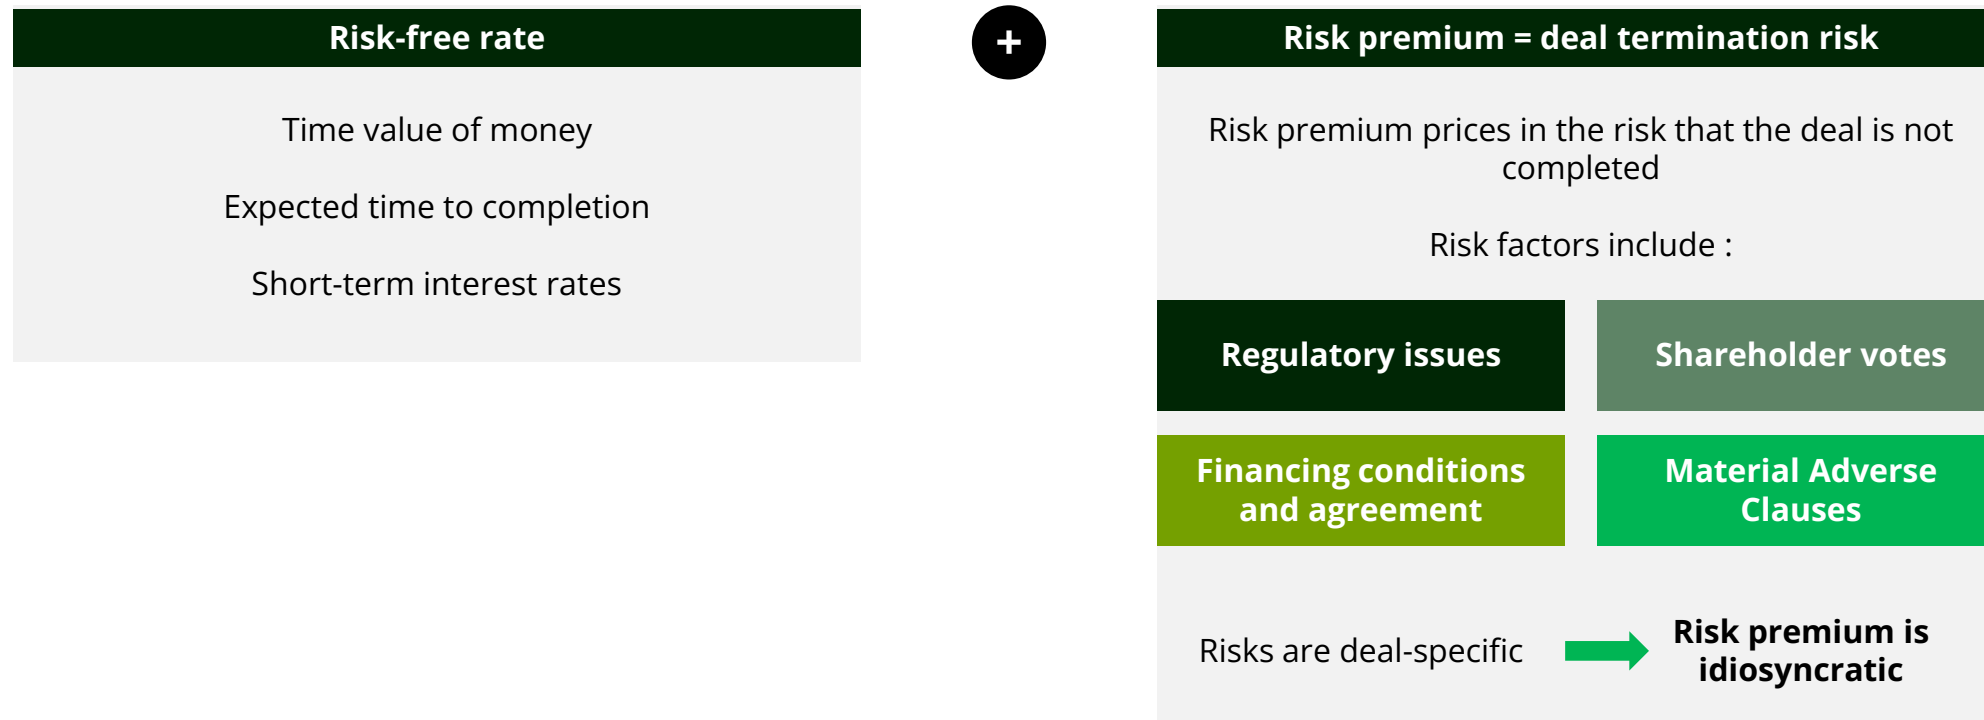 Risk-free rate
Time value of money
Expected time to completion
Short-term interest rates
+
Risk premium = deal termination risk
Risk premium prices in the risk that the deal is not
completed
Risk factors include :
Regulatory issues
Shareholder votes
Financing conditions
and agreement
Material Adverse
Clauses
Risks are deal-specific
Risk premium is
idiosyncratic